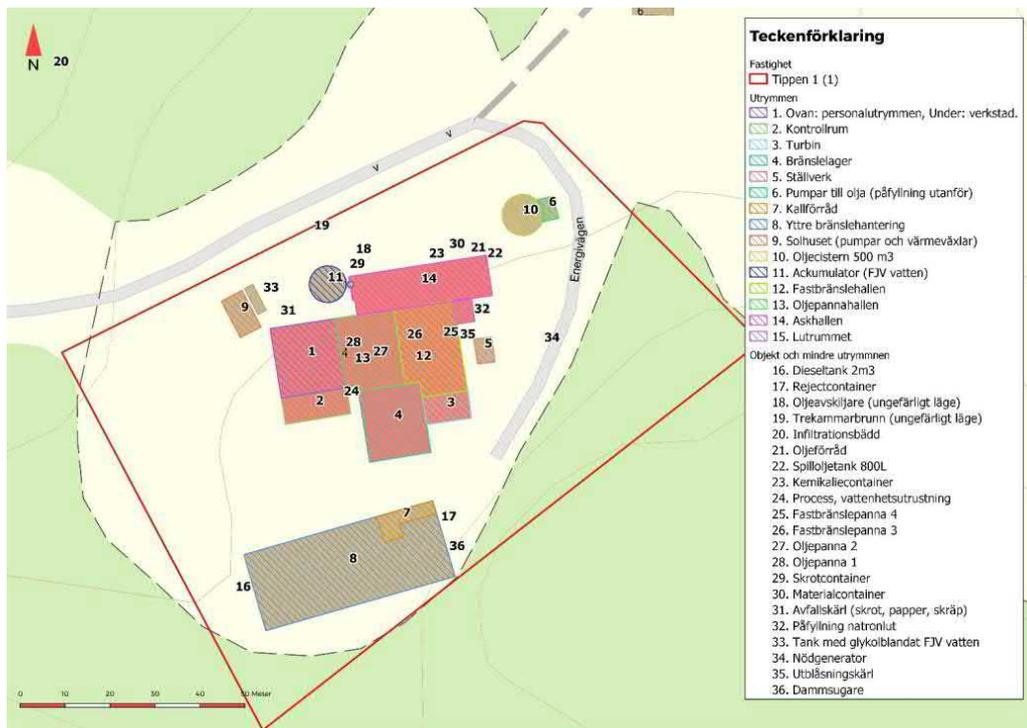 N
20
6
Teckenförklaring
Fastighet
Tippen 1 (1)
Utrymmen
1. Ovan: personalutrymmen, Under: verkstad.
2. Kontrollrum
3. Turbin
4. Bränslelager
5. Ställverk
6. Pumpar till olja (påfyllning utanför)
7. Kallförråd
8. Yttre bränslehantering
9. Solhuset (pumpar och värmeväxlar)
10. Oljecistern 500 m3
11. Ackumulator (FJV vatten)
12. Fastbränslehallen
13. Oljepannahallen
14. Askhallen
15. Lutrummet
Objekt och mindre utrymmnen
16. Dieseltank 2m3
17. Rejectcontainer
18. Oljeavskiljare (ungefärligt läge)
19. Trekammarbrunn (ungefärligt läge)
20. Infiltrationsbädd
21. Oljeförråd
22. Spilloljetank 800L
23. Kemikaliecontainer
24. Process, vattenhetsutrustning
25. Fastbränslepanna 4
26. Fastbränslepanna 3
27. Oljepanna 2
28. Oljepanna 1
29. Skrotcontainer
30. Materialcontainer
31. Avfallskärl (skrot, papper, skräp)
32. Påfyllning natronlut
33. Tank med glykolblandat FJV vatten
34. Nödgenerator
35. Utblåsningskärl
36. Dammsugare
V
V
10
6
19
18
23
30
21
22
29
11
14
Energivägen
33
9
31
32
26
25
35
34
28
4
13
27
1
12
5
24
2
4
3
7
17
8
36
16
0 10 20 30 40 50 Meter